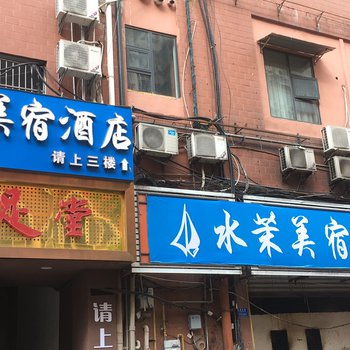 美宿酒店
请上三楼
足堂
水茉美宿
请上